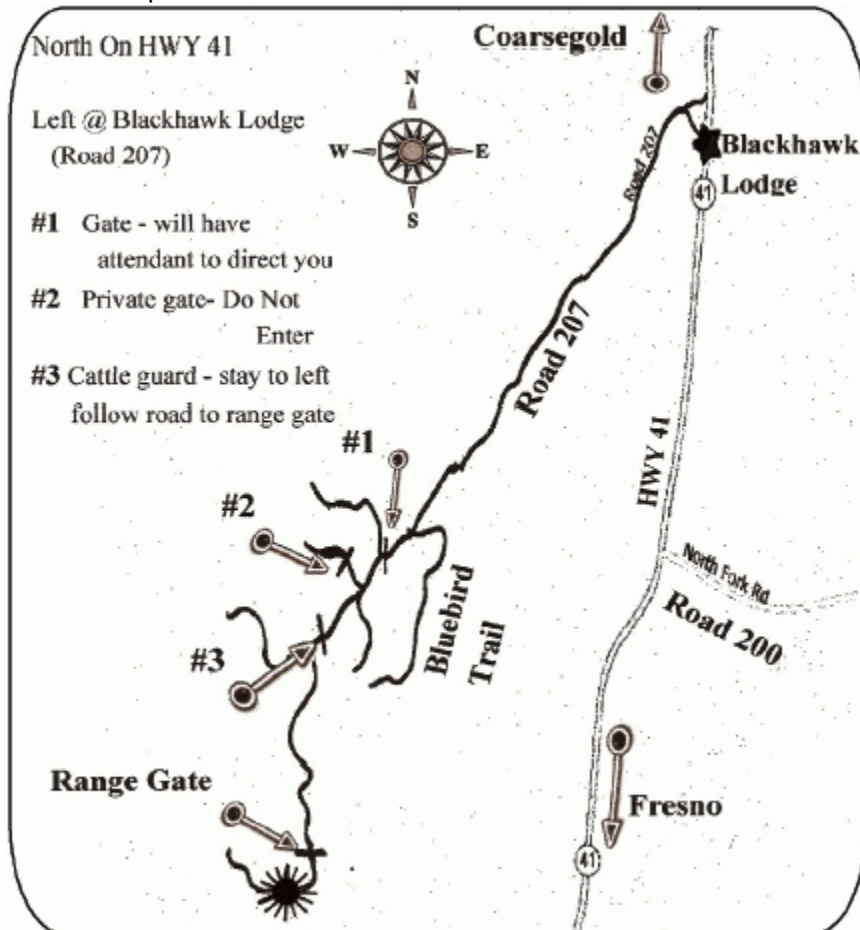 North On HWY 41
Left @ Blackhawk Lodge
(Road 207)
#1 Gate - will have
attendant to direct you
#2 Private gate- Do Not
Enter
#3 Cattle guard - stay to left
follow road to range gate
N
W
E
S
Coarsegold
Road 207
Blackhawk
Lodge
41
Road 207
HWY 41
#1
#2
#3
Bluebird
Trail
North Fork Rd
Road 200
Range Gate
Fresno
41